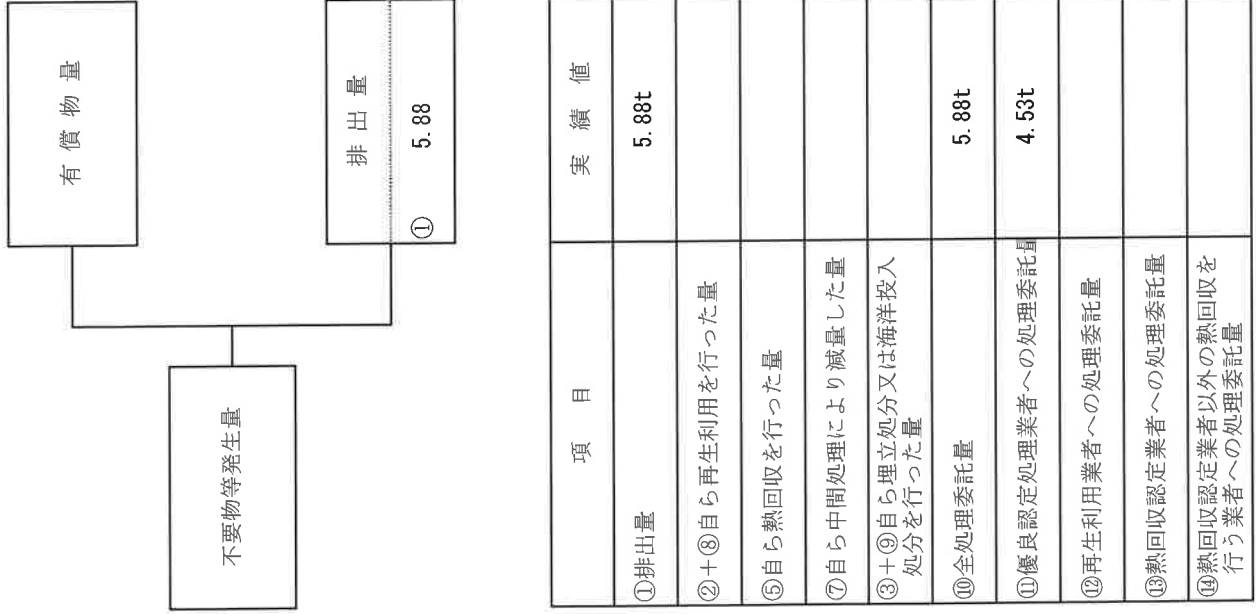 有償物量
不要物等発生量
排出量
① 5.88
項目 実績値
①排出量 5.88t
②+⑧自ら再生利用を行った量
⑤自ら熱回収を行った量
⑦自ら中間処理により減量した量
③+⑨自ら埋立処分又は海洋投入
処分を行った量
⑩全処理委託量 5.88t
⑪優良認定処理業者への処理委託量 4.53t
⑫再生利用業者への処理委託量
⑬熱回収認定業者への処理委託量
⑭熱回収認定業者以外の熱回収を
行う業者への処理委託量